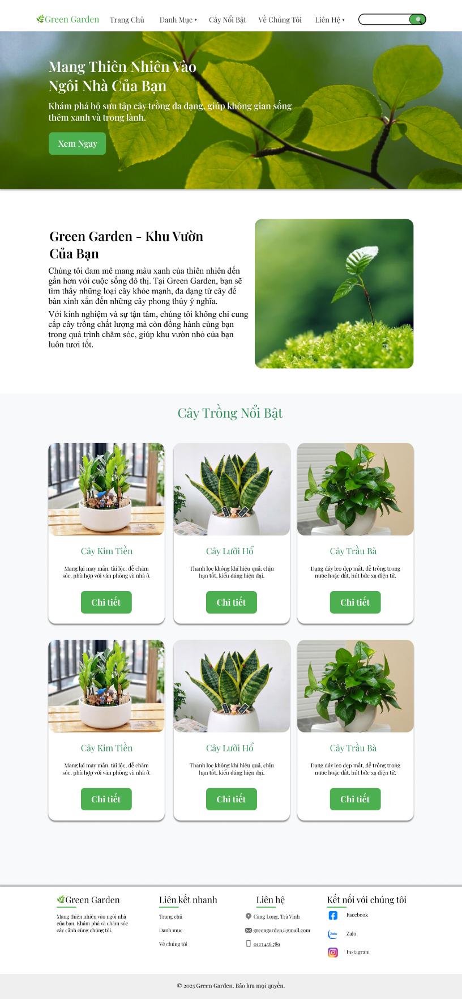 Green Garden
Trang Chủ
Danh Mục ▾
Cây Nổi Bật
Về Chúng Tôi
Liên Hệ ▾
Mang Thiên Nhiên Vào
Ngôi Nhà Của Bạn
Khám phá bộ sưu tập cây trồng đa dạng, giúp không gian sống
thêm xanh và trong lành.
Xem Ngay
Green Garden - Khu Vườn
Của Bạn
Chúng tôi đam mê mang màu xanh của thiên nhiên đến
gần hơn với cuộc sống đô thị. Tại Green Garden, bạn sẽ
tìm thấy những loại cây khỏe mạnh, đa dạng từ cây để
bàn xinh xắn đến những cây phong thủy ý nghĩa.
Với kinh nghiệm và sự tận tâm, chúng tôi không chỉ cung
cấp cây trồng chất lượng mà còn đồng hành cùng bạn
trong quá trình chăm sóc, giúp khu vườn nhỏ của bạn
luôn tươi tốt.
Cây Trồng Nổi Bật
Cây Kim Tiền
Mang lại may mắn, tài lộc, dễ chăm
sóc, phù hợp với văn phòng và nhà ở.
Chi tiết
Cây Lưỡi Hổ
Thanh lọc không khí hiệu quả, chịu
hạn tốt, kiểu dáng hiện đại.
Chi tiết
Cây Trầu Bà
Dạng dây leo đẹp mắt, dễ trồng trong
nước hoặc đất, hút bức xạ điện tử.
Chi tiết
Cây Kim Tiền
Mang lại may mắn, tài lộc, dễ chăm
sóc, phù hợp với văn phòng và nhà ở.
Chi tiết
Cây Lưỡi Hổ
Thanh lọc không khí hiệu quả, chịu
hạn tốt, kiểu dáng hiện đại.
Chi tiết
Cây Trầu Bà
Dạng dây leo đẹp mắt, dễ trồng trong
nước hoặc đất, hút bức xạ điện tử.
Chi tiết
Green Garden
Mang thiên nhiên vào ngôi nhà
của bạn. Khám phá và chăm sóc
cây cảnh cùng chúng tôi.
Liên kết nhanh
Trang chủ
Danh mục
Về chúng tôi
Liên hệ
Càng Long, Trà Vinh
greengarden@gmail.com
0123 456 789
Kết nối với chúng tôi
Facebook
Zalo
Zalo
Instagram
© 2025 Green Garden. Bảo lưu mọi quyền.